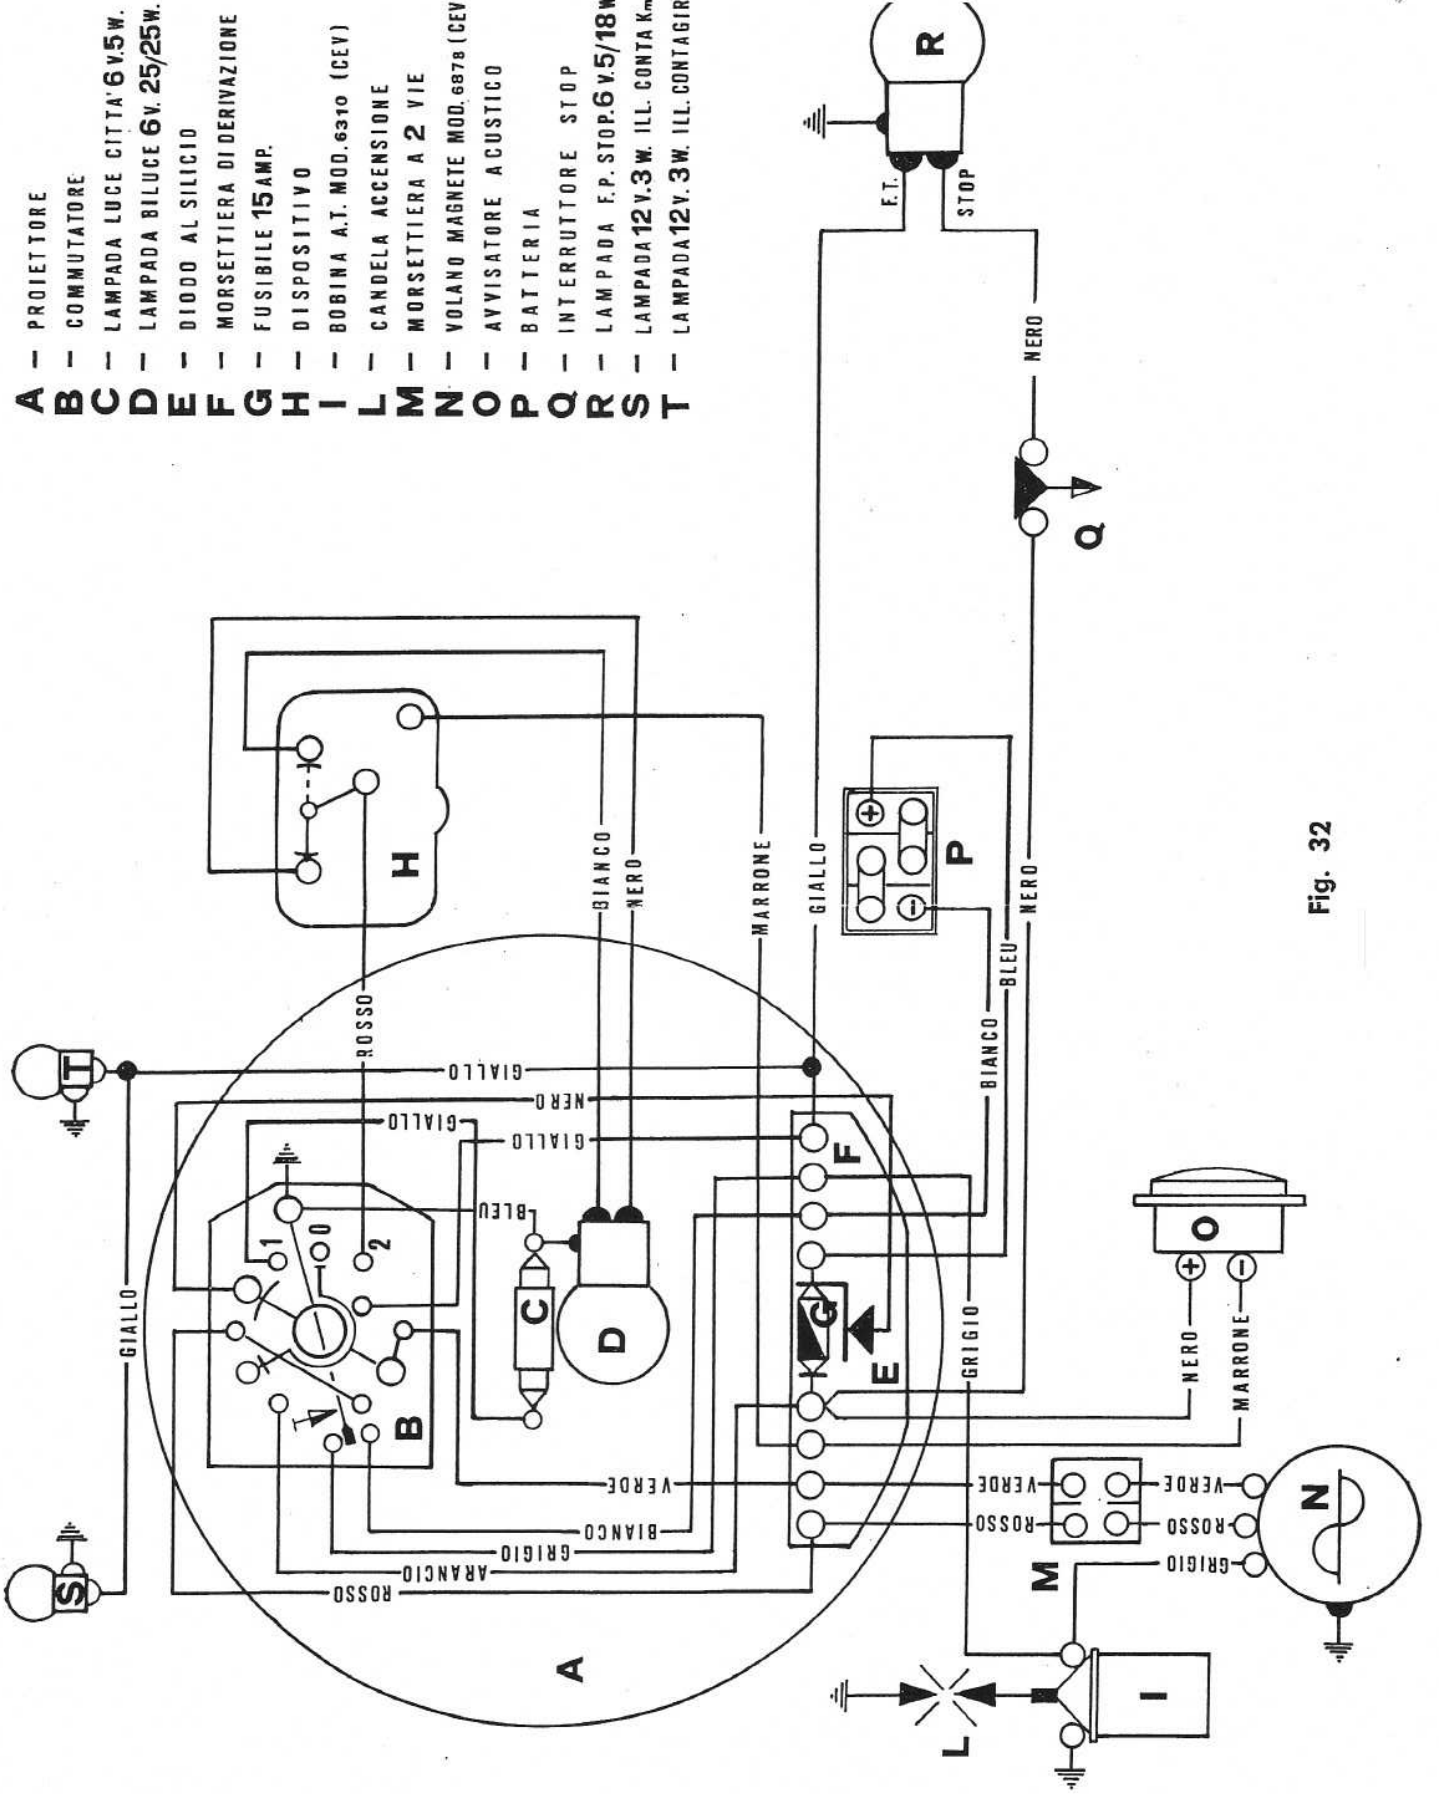 A — PROIETTORE
B — COMMUTATORE
C — LAMPADA LUCE CITTA' 6 V. 5 W.
D — LAMPADA BILUCE 6 V. 25/25 W.
E — DIODO AL SILICIO
F — MORSETTIERA DI DERIVAZIONE
G — FUSIBILE 15 AMP.
H — DISPOSITIVO
I — BOBINA A.T. MOD. 6310 (CEV)
L — CANDELA ACCENSIONE
M — MORSETTIERA A 2 VIE
N — VOLANO MAGNETE MOD. 6878 (CEV
O — AVVISATORE ACUSTICO
P — BATTERIA
Q — INTERRUTTORE STOP
R — LAMPADA F.P. STOP. 6 V. 5/18 W
S — LAMPADA 12 V. 3 W. ILL. CONTA Km
T — LAMPADA 12 V. 3 W. ILL. CONTAGIR
S
GIALLO
T
ROSSO
H
R
F.T.
STOP
NERO
Q
BIANCO
NERO
MARRONE
GIALLO
P
+
−
BIANCO
BLEU
NERO
GIALLO
NERO
GIALLO
GIALLO
BLEU
1
0
2
B
C
D
A
VERDE
BIANCO
GRIGIO
ARANCIO
ROSSO
F
G
E
GRIGIO
VERDE
ROSSO
M
VERDE
ROSSO
GRIGIO
N
NERO
MARRONE
+
−
O
L
I
Fig. 32